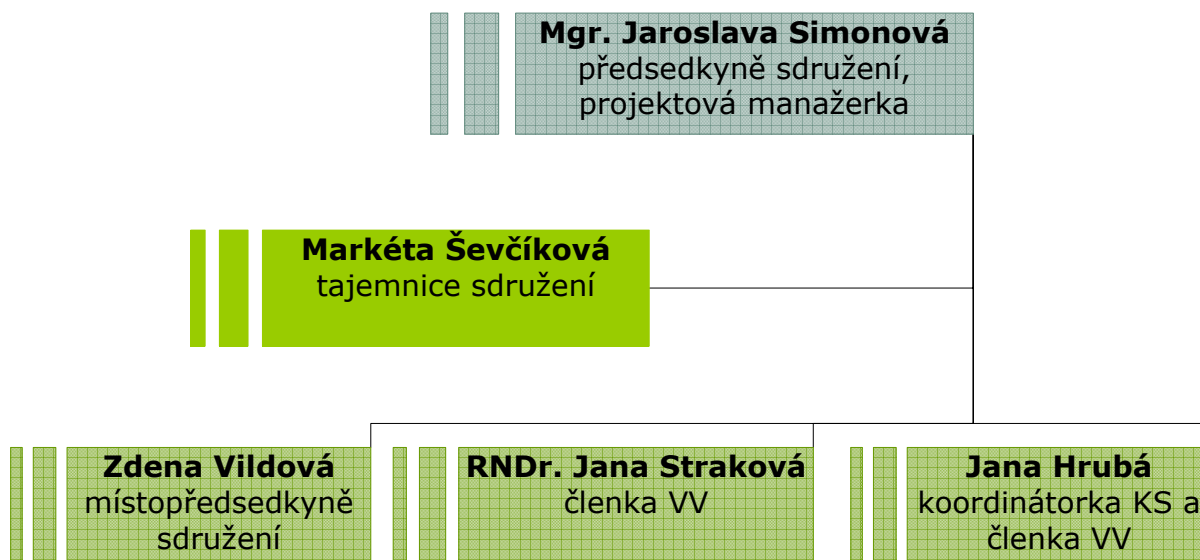 Mgr. Jaroslava Simonová
předsedkyně sdružení,
projektová manažerka
Markéta Ševčíková
tajemnice sdružení
Zdena Vildová
místopředsedkyně
sdružení
RNDr. Jana Straková
členka VV
Jana Hrubá
koordinátorka KS a
členka VV